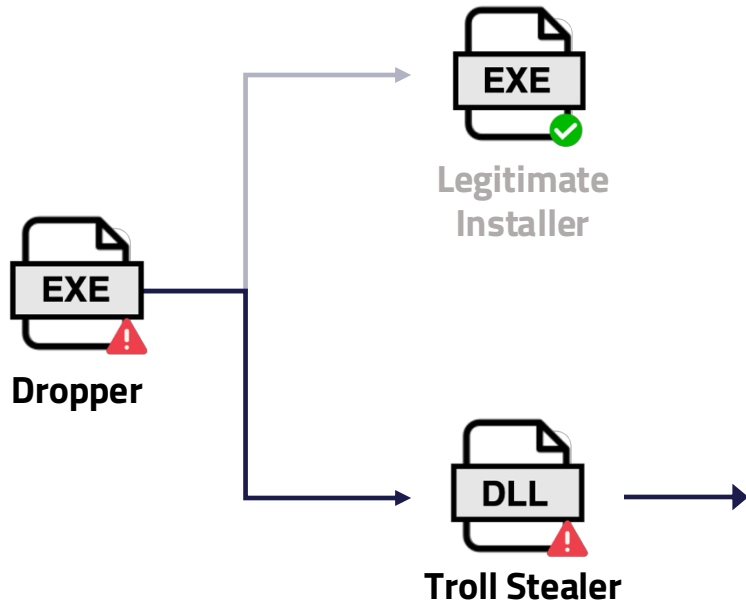 EXE
Legitimate
Installer
EXE
Dropper
DLL
Troll Stealer